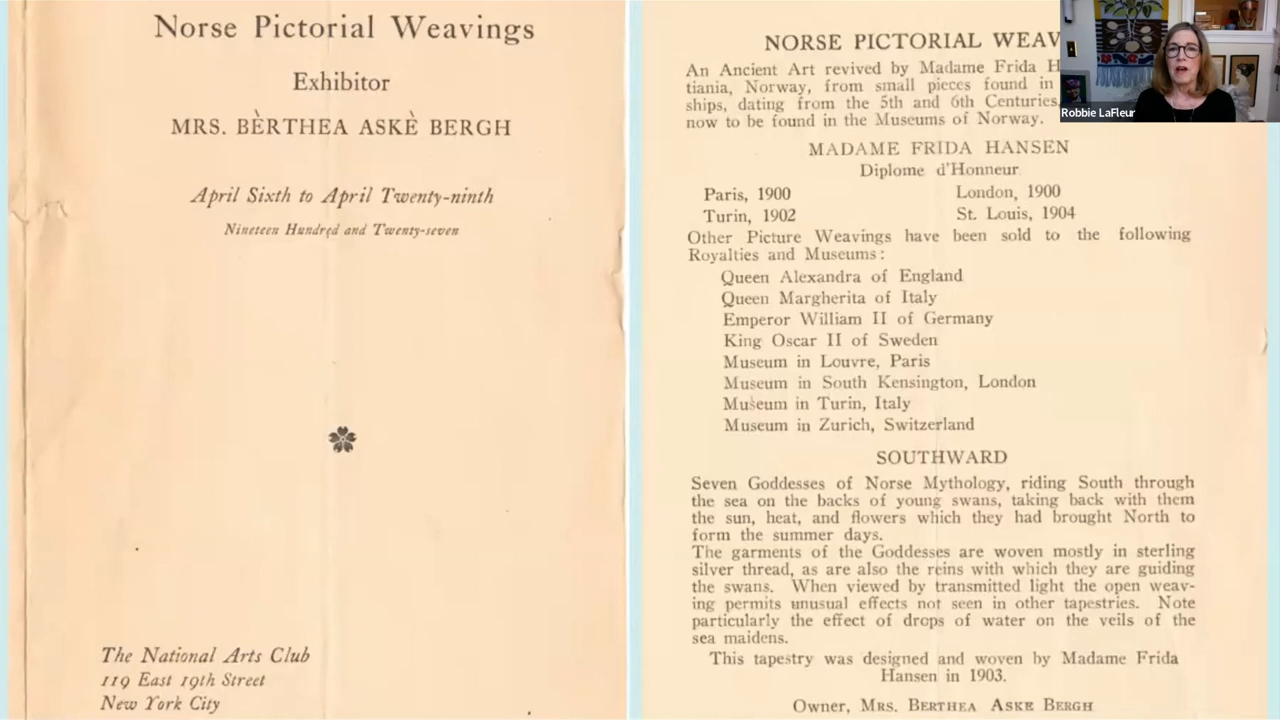 Norse Pictorial Weavings
Exhibitor
MRS. BÈRTHEA ASKÈ BERGH
April Sixth to April Twenty-ninth
Nineteen Hundred and Twenty-seven
The National Arts Club
119 East 19th Street
New York City
NORSE PICTORIAL WEAV
An Ancient Art revived by Madame Frida H
tiania, Norway, from small pieces found in
ships, dating from the 5th and 6th Centuries,
now to be found in the Museums of Norway.
MADAME FRIDA HANSEN
Diplome d'Honneur
Paris, 1900 London, 1900
Turin, 1902 St. Louis, 1904
Other Picture Weavings have been sold to the following
Royalties and Museums:
Queen Alexandra of England
Queen Margherita of Italy
Emperor William II of Germany
King Oscar II of Sweden
Museum in Louvre, Paris
Museum in South Kensington, London
Museum in Turin, Italy
Museum in Zurich, Switzerland
SOUTHWARD
Seven Goddesses of Norse Mythology, riding South through
the sea on the backs of young swans, taking back with them
the sun, heat, and flowers which they had brought North to
form the summer days.
The garments of the Goddesses are woven mostly in sterling
silver thread, as are also the reins with which they are guiding
the swans. When viewed by transmitted light the open weav-
ing permits unusual effects not seen in other tapestries. Note
particularly the effect of drops of water on the veils of the
sea maidens.
This tapestry was designed and woven by Madame Frida
Hansen in 1903.
Owner, MRS. BERTHEA ASKE BERGH
Robbie LaFleur